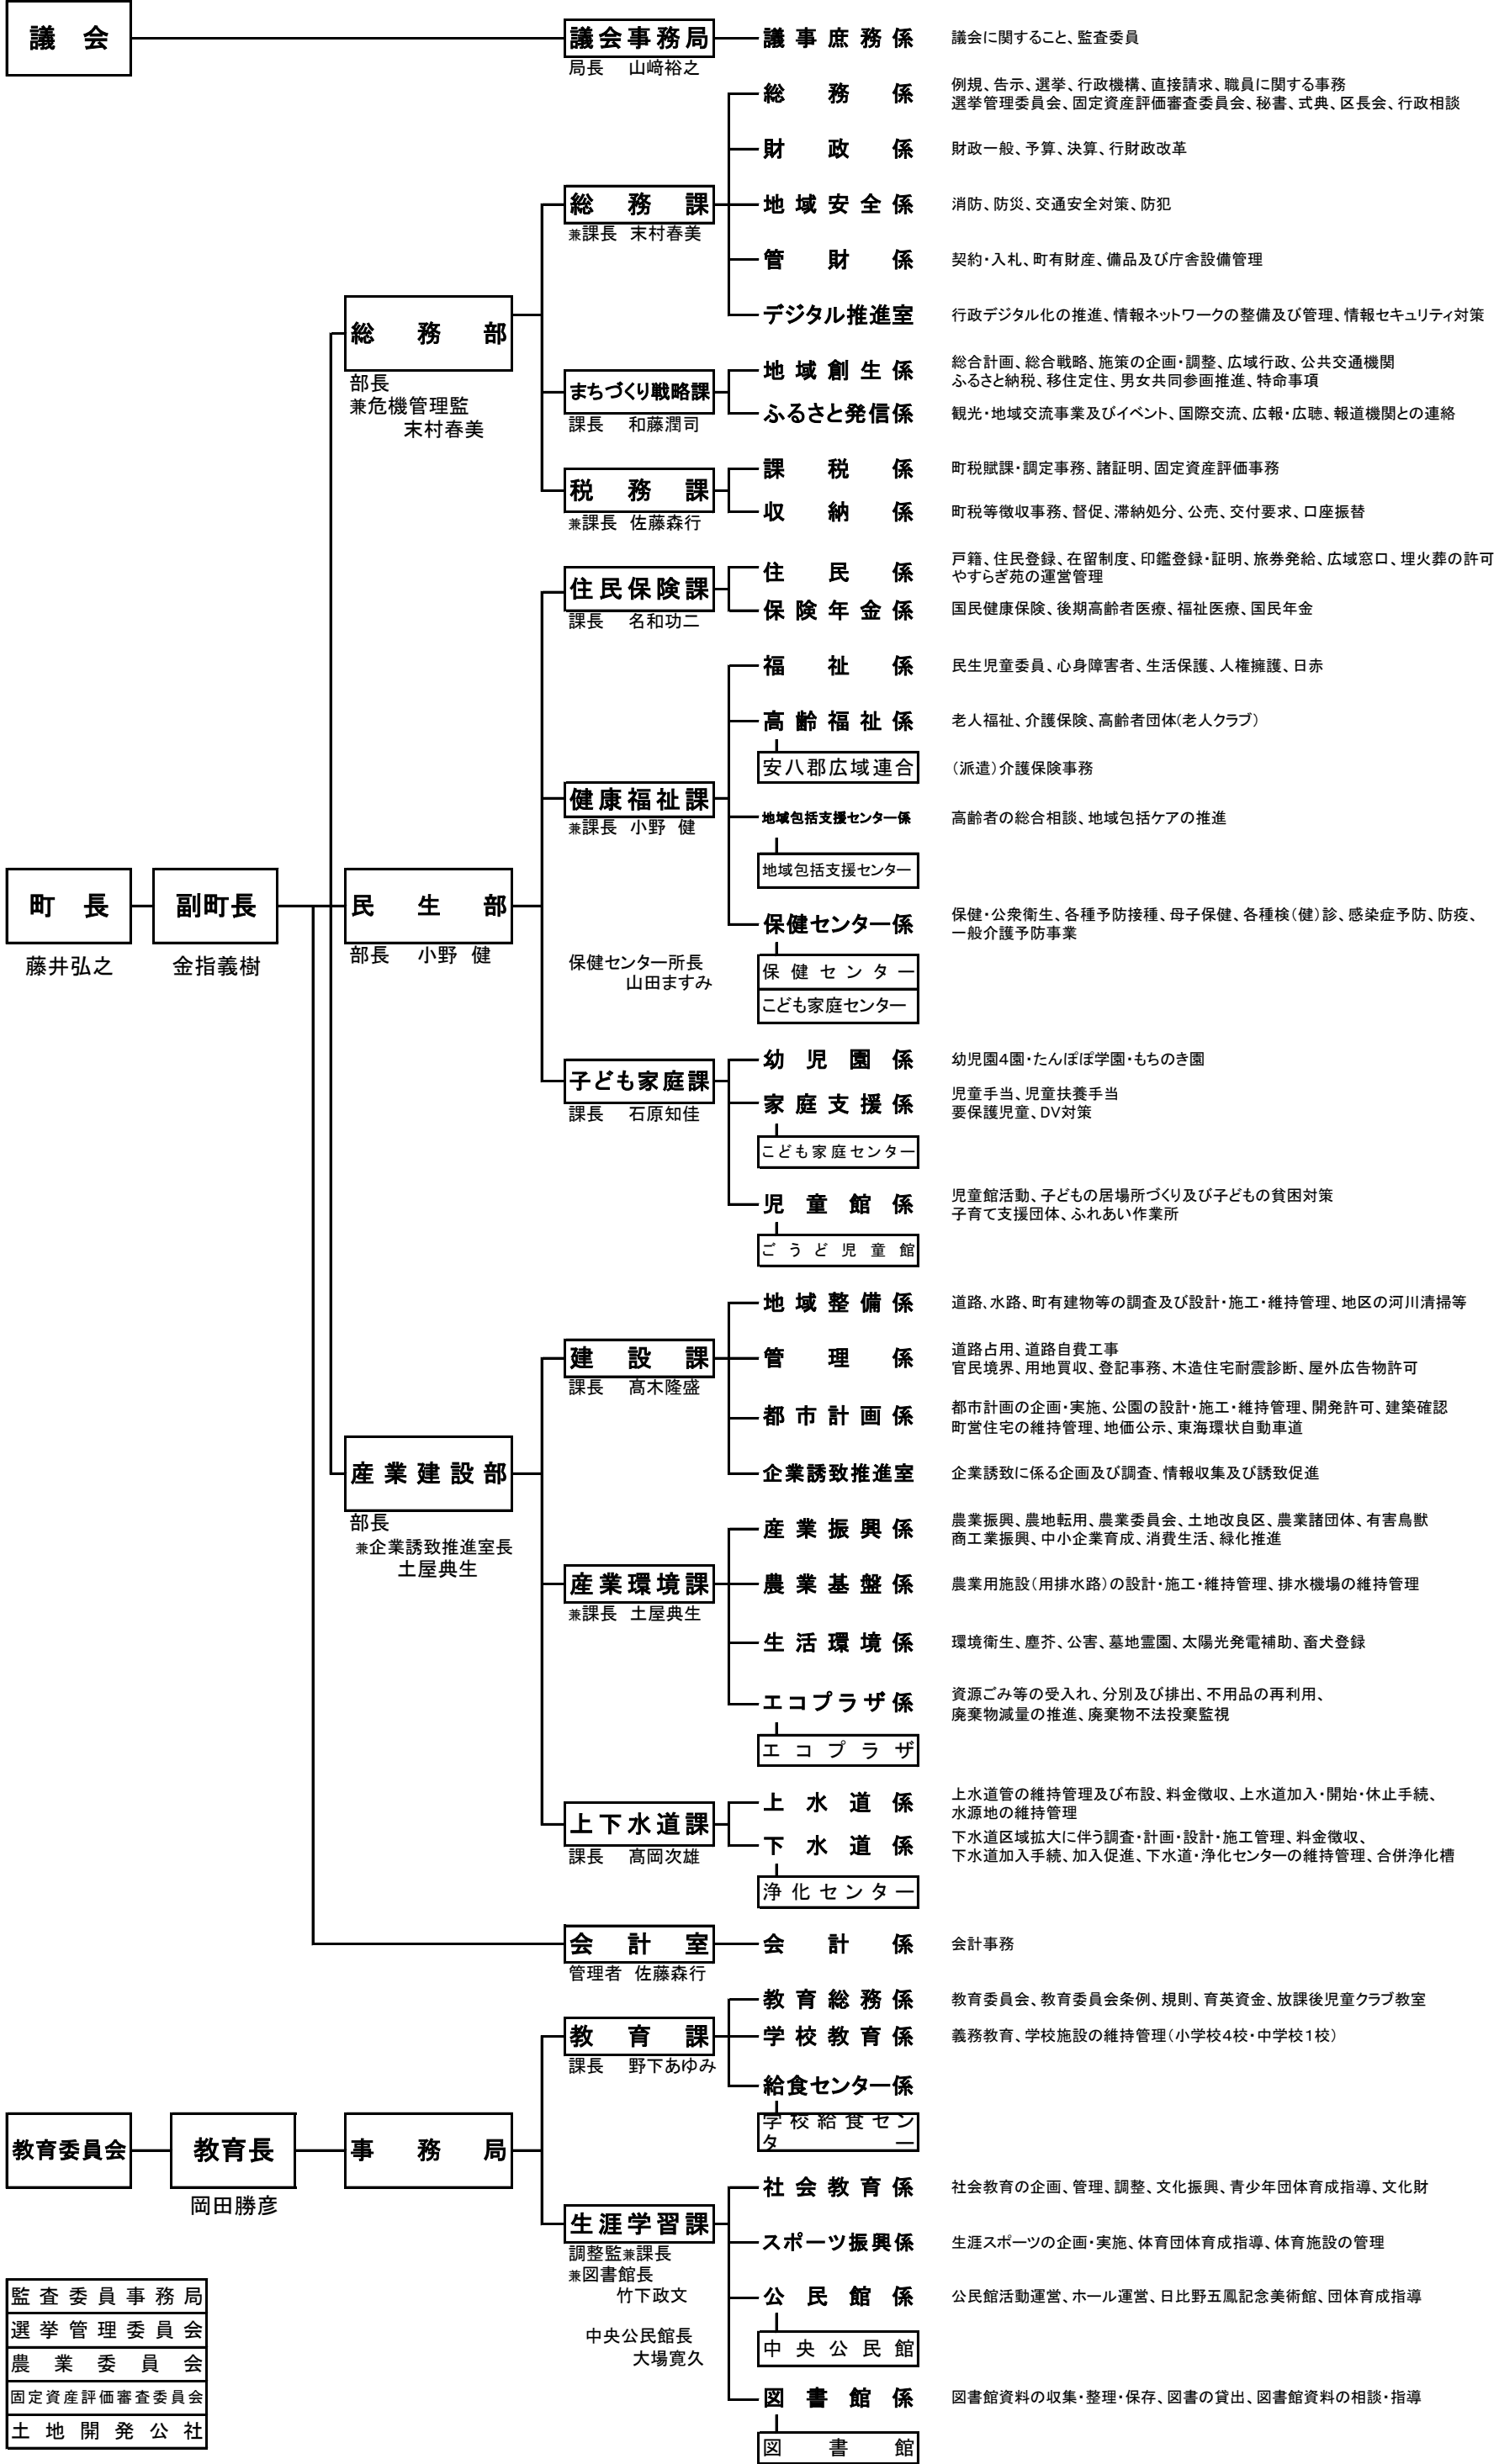 議会
議会事務局
局長 山﨑裕之
議事庶務係
議会に関すること、監査委員
総務係
例規、告示、選挙、行政機構、直接請求、職員に関する事務
選挙管理委員会、固定資産評価審査委員会、秘書、式典、区長会、行政相談
財政係
財政一般、予算、決算、行財政改革
総務課
兼課長 末村春美
地域安全係
消防、防災、交通安全対策、防犯
管財係
契約・入札、町有財産、備品及び庁舎設備管理
デジタル推進室
行政デジタル化の推進、情報ネットワークの整備及び管理、情報セキュリティ対策
総務部
部長
兼危機管理監
末村春美
まちづくり戦略課
課長 和藤潤司
地域創生係
総合計画、総合戦略、施策の企画・調整、広域行政、公共交通機関
ふるさと納税、移住定住、男女共同参画推進、特命事項
ふるさと発信係
観光・地域交流事業及びイベント、国際交流、広報・広聴、報道機関との連絡
税務課
兼課長 佐藤森行
課税係
町税賦課・調定事務、諸証明、固定資産評価事務
収納係
町税等徴収事務、督促、滞納処分、公売、交付要求、口座振替
住民保険課
課長 名和功二
住民係
戸籍、住民登録、在留制度、印鑑登録・証明、旅券発給、広域窓口、埋火葬の許可
やすらぎ苑の運営管理
保険年金係
国民健康保険、後期高齢者医療、福祉医療、国民年金
福祉係
民生児童委員、心身障害者、生活保護、人権擁護、日赤
高齢福祉係
老人福祉、介護保険、高齢者団体(老人クラブ)
安八郡広域連合
(派遣)介護保険事務
健康福祉課
兼課長 小野 健
地域包括支援センター係
高齢者の総合相談、地域包括ケアの推進
地域包括支援センター
町長
藤井弘之
副町長
金指義樹
民生部
部長 小野 健
保健センター係
保健・公衆衛生、各種予防接種、母子保健、各種検(健)診、感染症予防、防疫、
一般介護予防事業
保健センター所長
山田ますみ
保健センター
こども家庭センター
子ども家庭課
課長 石原知佳
幼児園係
幼児園4園・たんぽぽ学園・もちのき園
家庭支援係
児童手当、児童扶養手当
要保護児童、DV対策
こども家庭センター
児童館係
児童館活動、子どもの居場所づくり及び子どもの貧困対策
子育て支援団体、ふれあい作業所
ごうど児童館
地域整備係
道路、水路、町有建物等の調査及び設計・施工・維持管理、地区の河川清掃等
建設課
課長 髙木隆盛
管理係
道路占用、道路自費工事
官民境界、用地買収、登記事務、木造住宅耐震診断、屋外広告物許可
都市計画係
都市計画の企画・実施、公園の設計・施工・維持管理、開発許可、建築確認
町営住宅の維持管理、地価公示、東海環状自動車道
企業誘致推進室
企業誘致に係る企画及び調査、情報収集及び誘致促進
産業建設部
部長
兼企業誘致推進室長
土屋典生
産業振興係
農業振興、農地転用、農業委員会、土地改良区、農業諸団体、有害鳥獣
商工業振興、中小企業育成、消費生活、緑化推進
産業環境課
兼課長 土屋典生
農業基盤係
農業用施設(用排水路)の設計・施工・維持管理、排水機場の維持管理
生活環境係
環境衛生、塵芥、公害、墓地霊園、太陽光発電補助、畜犬登録
エコプラザ係
資源ごみ等の受入れ、分別及び排出、不用品の再利用、
廃棄物減量の推進、廃棄物不法投棄監視
エコプラザ
上下水道課
課長 髙岡次雄
上水道係
上水道管の維持管理及び布設、料金徴収、上水道加入・開始・休止手続、
水源地の維持管理
下水道係
下水道区域拡大に伴う調査・計画・設計・施工管理、料金徴収、
下水道加入手続、加入促進、下水道・浄化センターの維持管理、合併浄化槽
浄化センター
会計室
管理者 佐藤森行
会計係
会計事務
教育総務係
教育委員会、教育委員会条例、規則、育英資金、放課後児童クラブ教室
教育課
課長 野下あゆみ
学校教育係
義務教育、学校施設の維持管理(小学校4校・中学校1校)
給食センター係
学校給食セン
ター
教育委員会
教育長
岡田勝彦
事務局
社会教育係
社会教育の企画、管理、調整、文化振興、青少年団体育成指導、文化財
生涯学習課
調整監兼課長
兼図書館長
竹下政文
中央公民館長
大場寛久
スポーツ振興係
生涯スポーツの企画・実施、体育団体育成指導、体育施設の管理
公民館係
公民館活動運営、ホール運営、日比野五鳳記念美術館、団体育成指導
中央公民館
図書館係
図書館資料の収集・整理・保存、図書の貸出、図書館資料の相談・指導
図書館
監査委員事務局
選挙管理委員会
農業委員会
固定資産評価審査委員会
土地開発公社